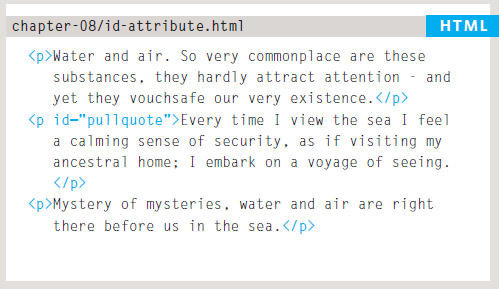 chapter-08/id-attribute.html HTML
<p>Water and air. So very commonplace are these
substances, they hardly attract attention - and
yet they vouchsafe our very existence.</p>
<p id="pullquote">Every time I view the sea I feel
a calming sense of security, as if visiting my
ancestral home; I embark on a voyage of seeing.
</p>
<p>Mystery of mysteries, water and air are right
there before us in the sea.</p>